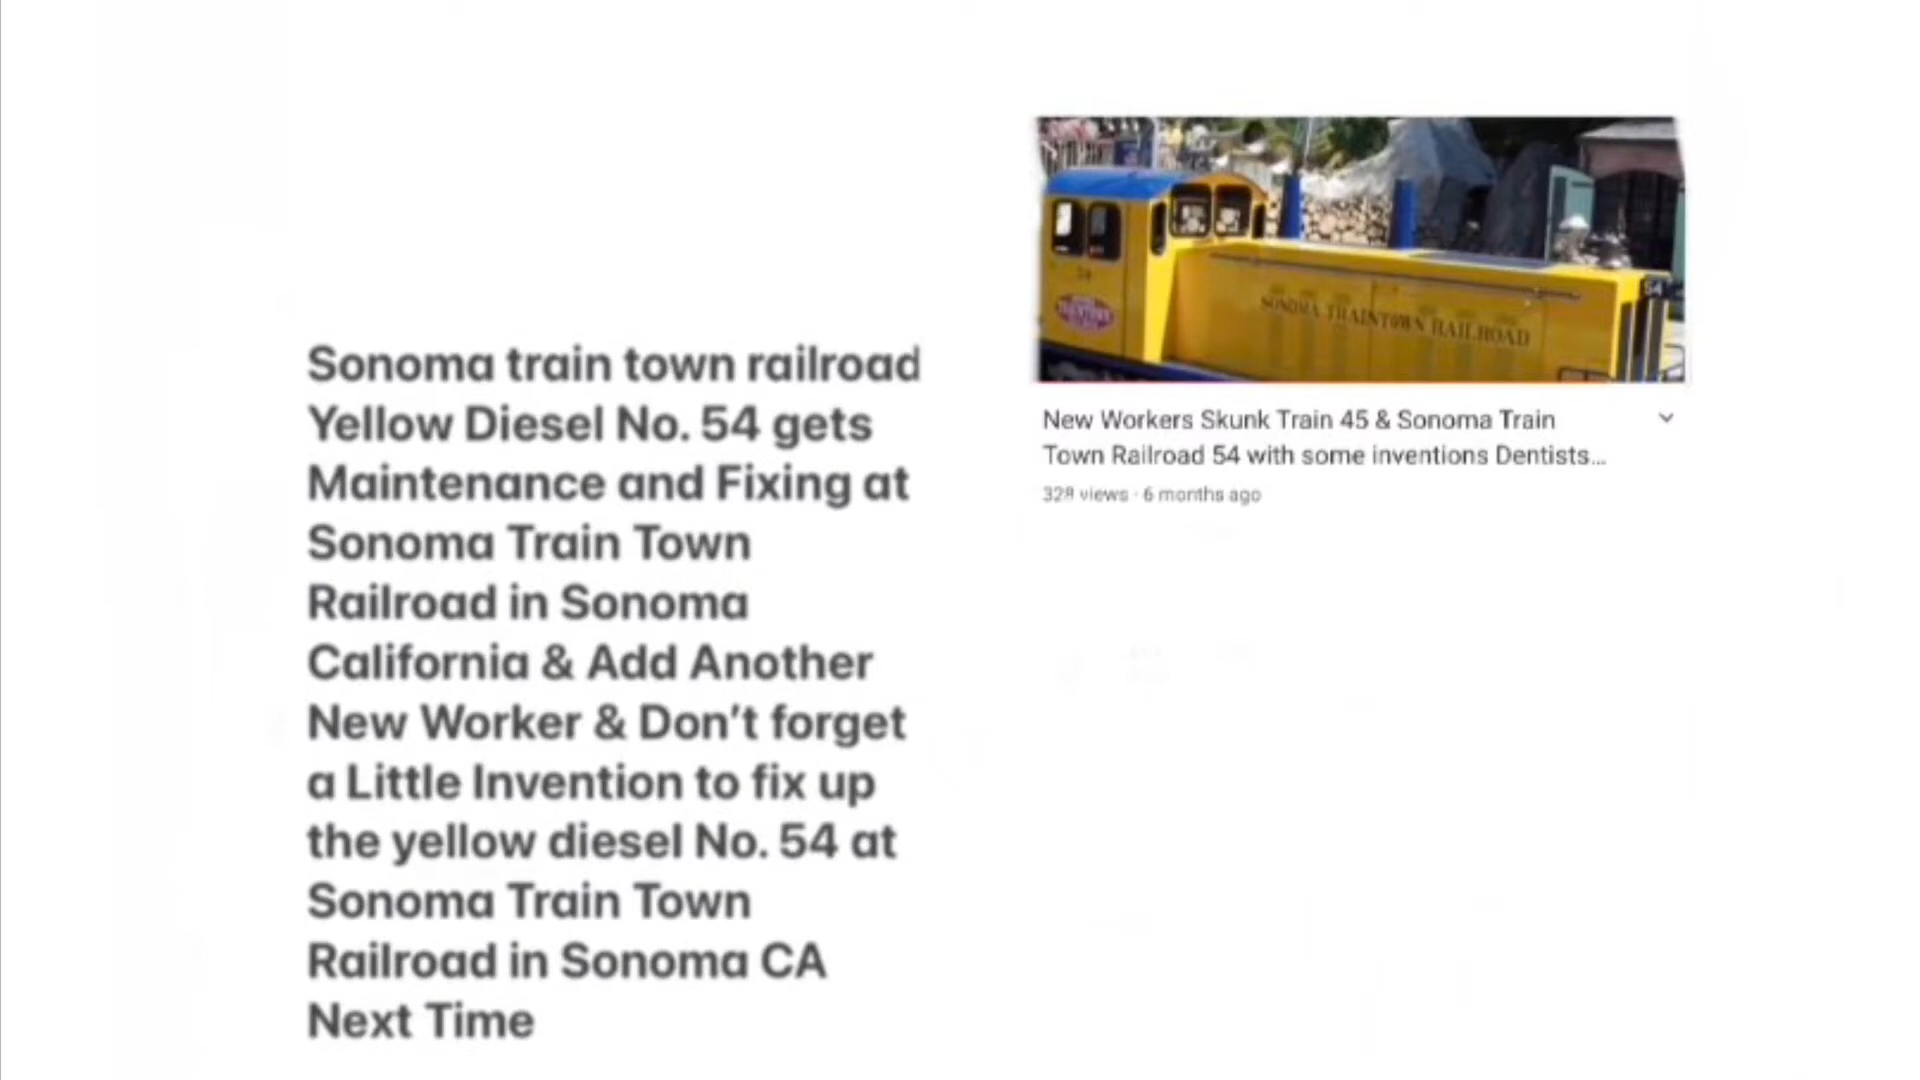 Sonoma train town railroad
Yellow Diesel No. 54 gets
Maintenance and Fixing at
Sonoma Train Town
Railroad in Sonoma
California & Add Another
New Worker & Don’t forget
a Little Invention to fix up
the yellow diesel No. 54 at
Sonoma Train Town
Railroad in Sonoma CA
Next Time
54
SONOMA TRAINTOWN RAILROAD
54
New Workers Skunk Train 45 & Sonoma Train
Town Railroad 54 with some inventions Dentists...
328 views · 6 months ago